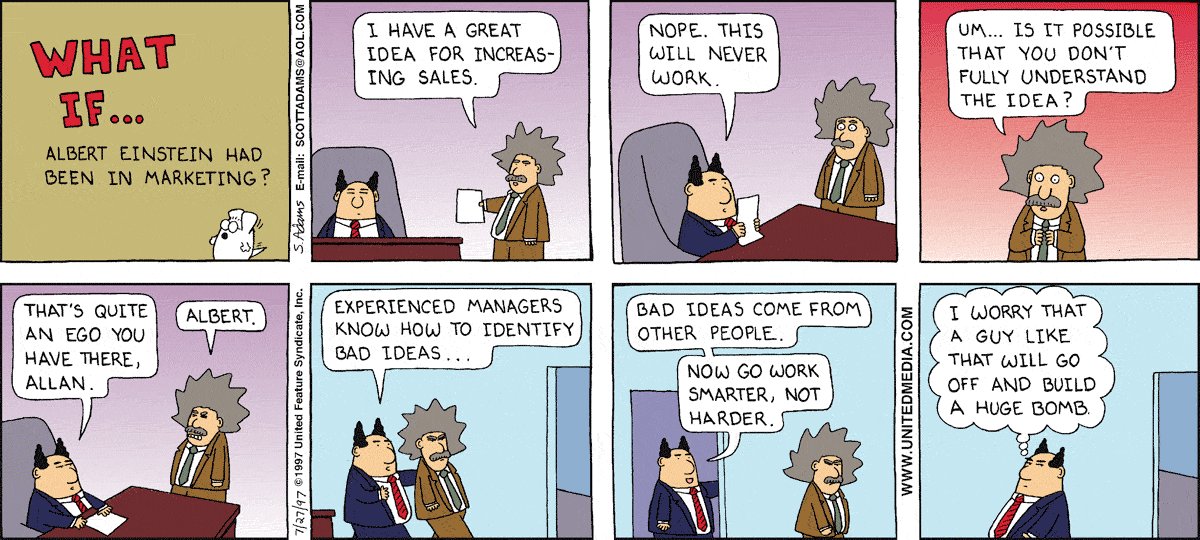 WHAT
IF...
ALBERT EINSTEIN HAD
BEEN IN MARKETING?
S. Adams E-mail: SCOTTADAMS@AOL.COM
I HAVE A GREAT
IDEA FOR INCREAS-
ING SALES.
NOPE. THIS
WILL NEVER
WORK.
UM... IS IT POSSIBLE
THAT YOU DON'T
FULLY UNDERSTAND
THE IDEA?
THAT'S QUITE
AN EGO YOU
HAVE THERE,
ALLAN.
ALBERT.
7/27/97 ©1997 United Feature Syndicate, Inc.
EXPERIENCED MANAGERS
KNOW HOW TO IDENTIFY
BAD IDEAS...
BAD IDEAS COME FROM
OTHER PEOPLE.
NOW GO WORK
SMARTER, NOT
HARDER.
WWW.UNITEDMEDIA.COM
I WORRY THAT
A GUY LIKE
THAT WILL GO
OFF AND BUILD
A HUGE BOMB.